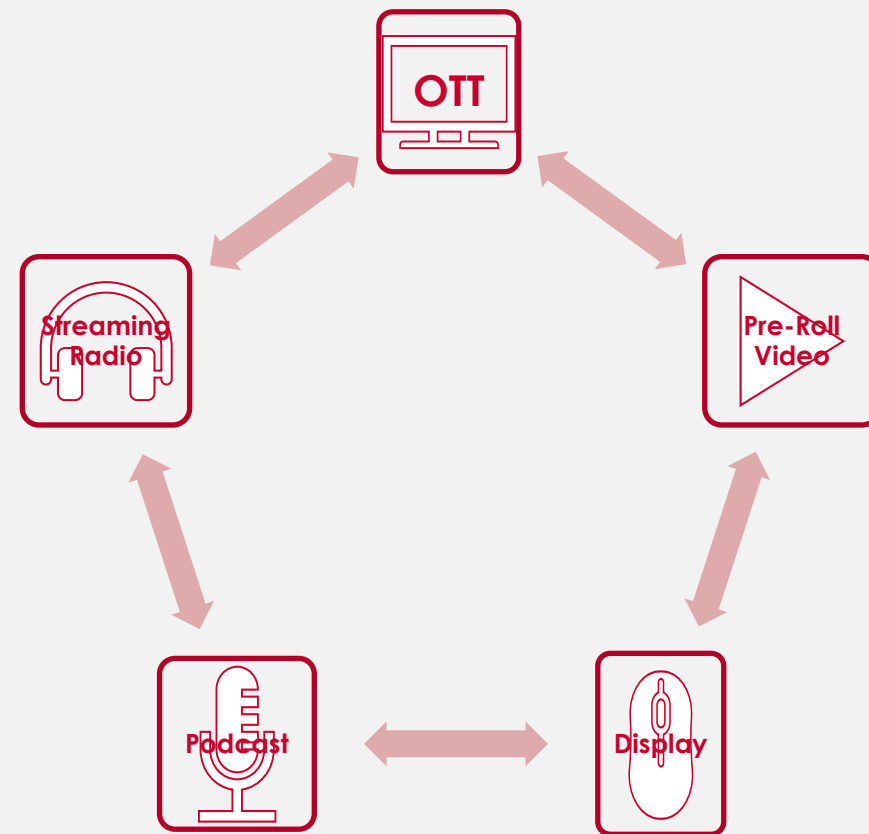 OTT
Streaming
Radio
Pre-Roll
Video
Podcast
Display